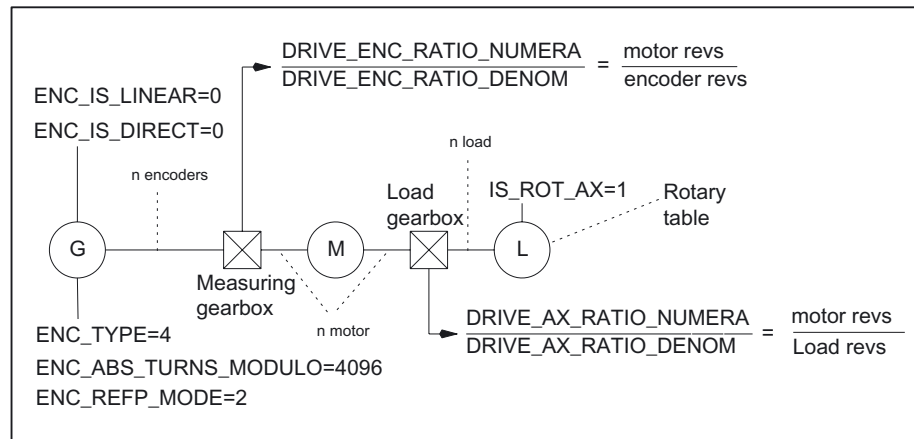 DRIVE_ENC_RATIO_NUMERA
DRIVE_ENC_RATIO_DENOM
=
motor revs
encoder revs
ENC_IS_LINEAR=0
ENC_IS_DIRECT=0
n encoders
n load
Load
gearbox
IS_ROT_AX=1
Rotary
table
G
M
L
Measuring
gearbox
n motor
ENC_TYPE=4
ENC_ABS_TURNS_MODULO=4096
ENC_REFP_MODE=2
DRIVE_AX_RATIO_NUMERA
DRIVE_AX_RATIO_DENOM
=
motor revs
Load revs